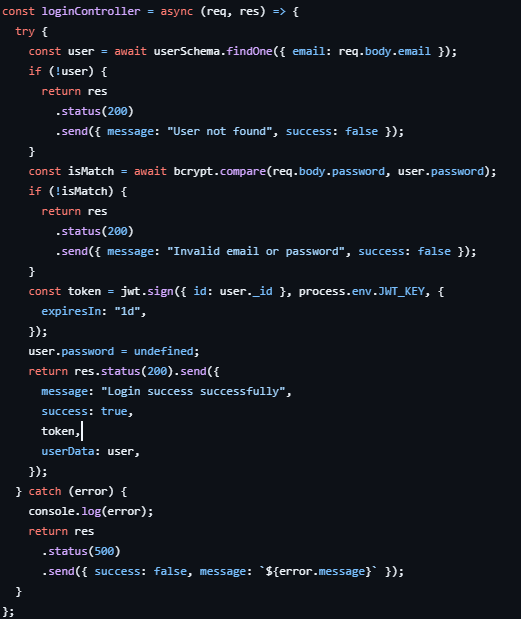 const loginController = async (req, res) => {
  try {
    const user = await userSchema.findOne({ email: req.body.email });
    if (!user) {
      return res
        .status(200)
        .send({ message: "User not found", success: false });
    }
    const isMatch = await bcrypt.compare(req.body.password, user.password);
    if (!isMatch) {
      return res
        .status(200)
        .send({ message: "Invalid email or password", success: false });
    }
    const token = jwt.sign({ id: user._id }, process.env.JWT_KEY, {
      expiresIn: "1d",
    });
    user.password = undefined;
    return res.status(200).send({
      message: "Login success successfully",
      success: true,
      token,
      userData: user,
    });
  } catch (error) {
    console.log(error);
    return res
      .status(500)
      .send({ success: false, message: `${error.message}` });
  }
};